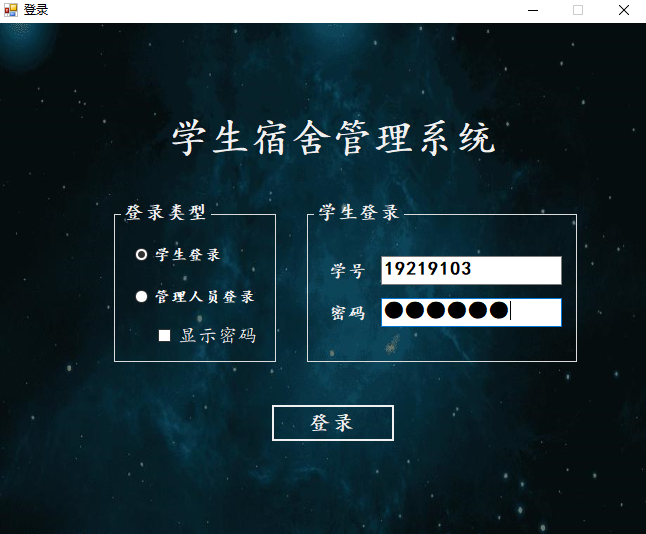 登录
学生宿舍管理系统
登录类型
学生登录
管理人员登录
显示密码
学生登录
学号 19219103
密码 ●●●●●●
登录